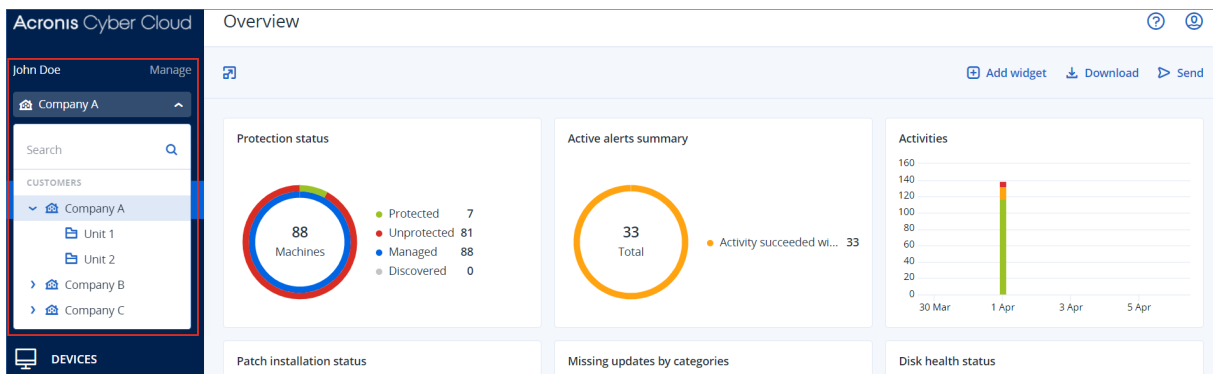 Acronis Cyber Cloud
Overview
John Doe Manage
Company A
Search
CUSTOMERS
Company A
Unit 1
Unit 2
Company B
Company C
DEVICES
Add widget Download Send
Protection status
88
Machines
Protected 7
Unprotected 81
Managed 88
Discovered 0
Active alerts summary
33
Total
Activity succeeded wi... 33
Activities
160
140
120
100
80
60
40
20
0
30 Mar 1 Apr 3 Apr 5 Apr
Patch installation status
Missing updates by categories
Disk health status